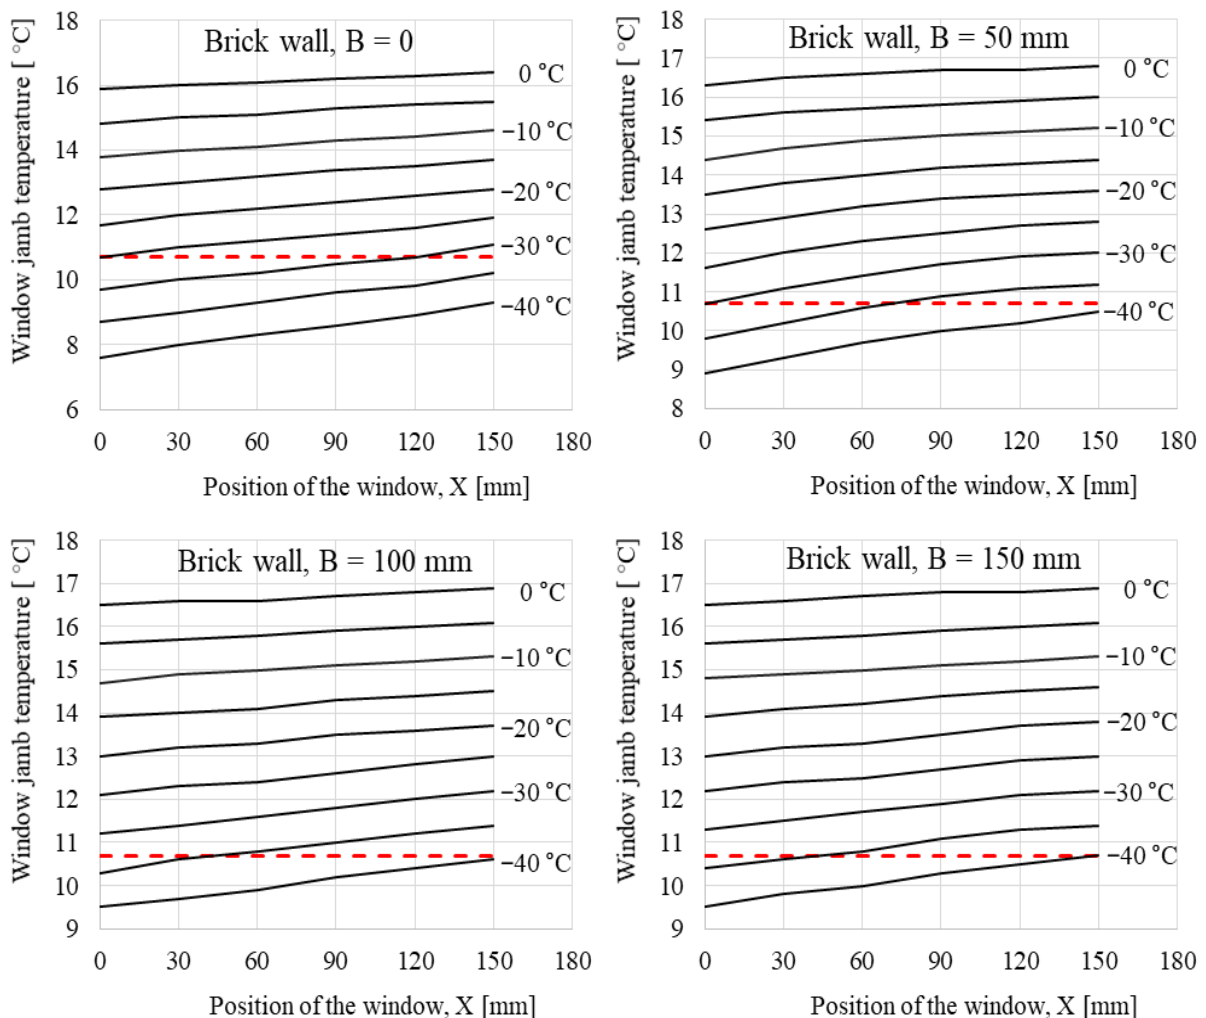 Brick wall, B = 0
Window jamb temperature [ °C]
18
16
14
12
10
8
6
0 °C
−10 °C
−20 °C
−30 °C
−40 °C
0 30 60 90 120 150 180
Position of the window, X [mm]
Brick wall, B = 50 mm
Window jamb temperature [ °C]
18
17
16
15
14
13
12
11
10
9
8
0 °C
−10 °C
−20 °C
−30 °C
−40 °C
0 30 60 90 120 150 180
Position of the window, X [mm]
Brick wall, B = 100 mm
Window jamb temperature [ °C]
18
17
16
15
14
13
12
11
10
9
0 °C
−10 °C
−20 °C
−30 °C
−40 °C
0 30 60 90 120 150 180
Position of the window, X [mm]
Brick wall, B = 150 mm
Window jamb temperature [ °C]
18
17
16
15
14
13
12
11
10
9
0 °C
−10 °C
−20 °C
−30 °C
−40 °C
0 30 60 90 120 150 180
Position of the window, X [mm]